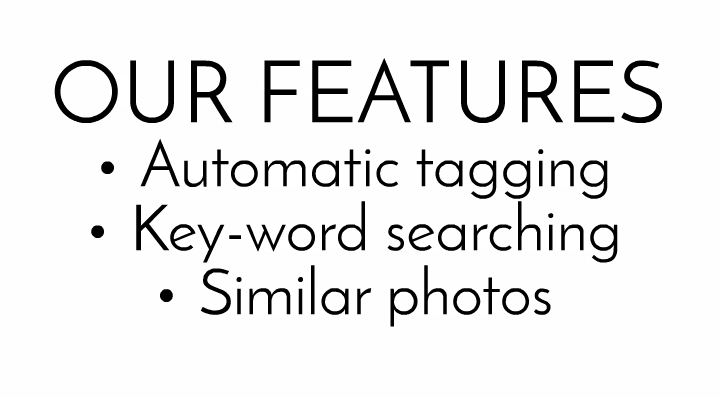 OUR FEATURES
• Automatic tagging
• Key-word searching
• Similar photos